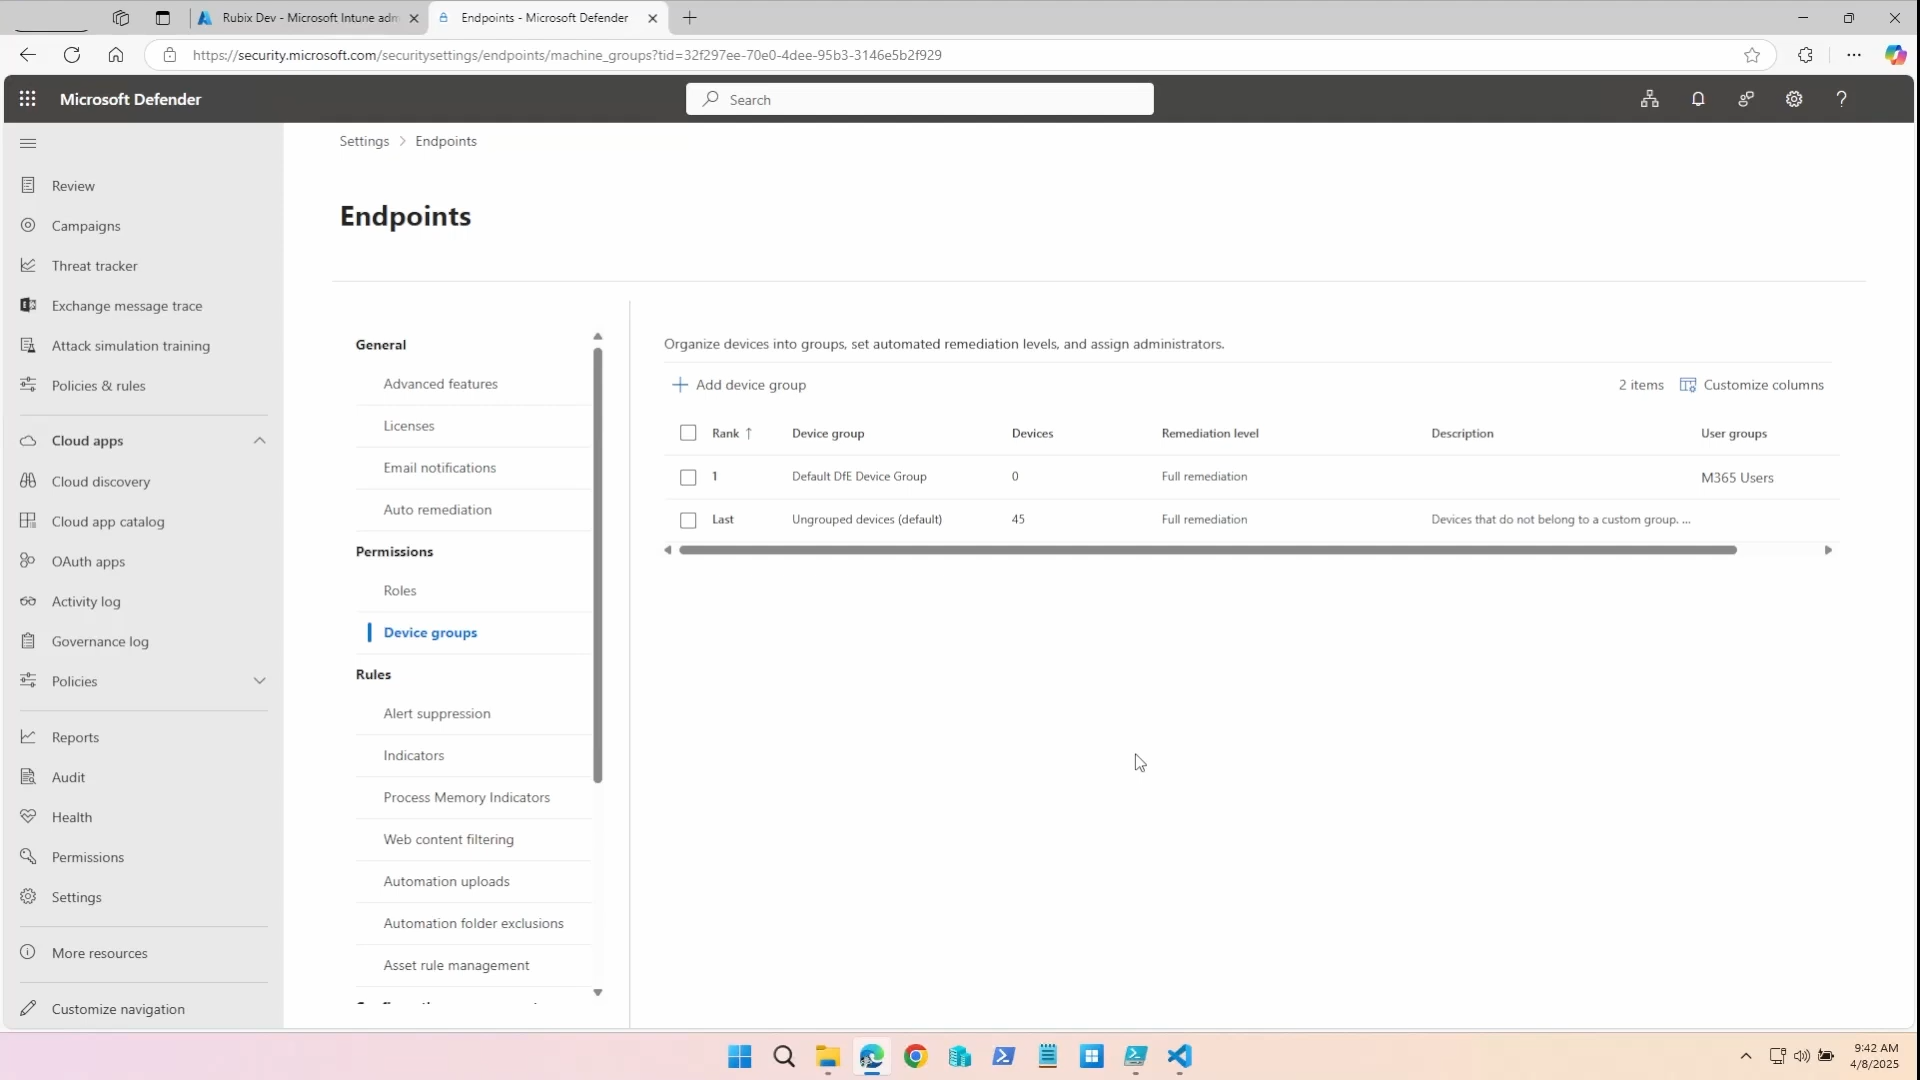 Rubix Dev - Microsoft Intune adm
Endpoints - Microsoft Defender
https://security.microsoft.com/securitysettings/endpoints/machine_groups?tid=32f297ee-70e0-4dee-95b3-3146e5b2f929
Microsoft Defender
Search
Settings > Endpoints
Review
Campaigns
Threat tracker
Exchange message trace
Attack simulation training
Policies & rules
Cloud apps
Cloud discovery
Cloud app catalog
OAuth apps
Activity log
Governance log
Policies
Reports
Audit
Health
Permissions
Settings
More resources
Customize navigation
Endpoints
General
Advanced features
Licenses
Email notifications
Auto remediation
Permissions
Roles
Device groups
Rules
Alert suppression
Indicators
Process Memory Indicators
Web content filtering
Automation uploads
Automation folder exclusions
Asset rule management
Organize devices into groups, set automated remediation levels, and assign administrators.
+ Add device group 2 items Customize columns
Rank ↑ Device group Devices Remediation level Description User groups
1 Default DfE Device Group 0 Full remediation M365 Users
Last Ungrouped devices (default) 45 Full remediation Devices that do not belong to a custom group. ...
9:42 AM
4/8/2025